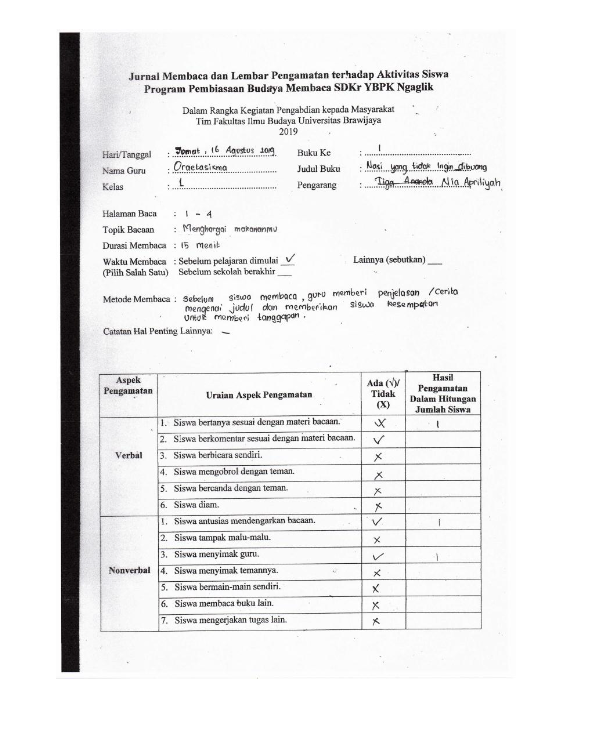 Jurnal Membaca dan Lembar Pengamatan terhadap Aktivitas Siswa
Program Pembiasaan Budaya Membaca SDKr YBPK Ngaglik
Dalam Rangka Kegiatan Pengabdian kepada Masyarakat
Tim Fakultas Ilmu Budaya Universitas Brawijaya
2019
Hari/Tanggal : Jumat, 16 Agustus 2019 Buku Ke : 1
Nama Guru : Oraetasisma Judul Buku : Nasi yang tidak Ingin dibuang
Kelas : 1 Pengarang : Tiga Nia Apriliyah
Halaman Baca : 1 - 4
Topik Bacaan : Menghargai makananmu
Durasi Membaca : 15 menit
Waktu Membaca : Sebelum pelajaran dimulai √ Lainnya (sebutkan) ___
(Pilih Salah Satu) Sebelum sekolah berakhir ___
Metode Membaca : sebelum siswa membaca, guru memberi penjelasan / cerita
mengenai judul dan memberikan siswa kesempatan
untuk memberi tanggapan.
Catatan Hal Penting Lainnya: –
Aspek Pengamatan Uraian Aspek Pengamatan Ada (√)/ Tidak (X) Hasil Pengamatan Dalam Hitungan Jumlah Siswa
Verbal
1. Siswa bertanya sesuai dengan materi bacaan. 1
2. Siswa berkomentar sesuai dengan materi bacaan. √
3. Siswa berbicara sendiri. X
4. Siswa mengobrol dengan teman. X
5. Siswa bercanda dengan teman. X
6. Siswa diam. X
Nonverbal
1. Siswa antusias mendengarkan bacaan. √ 1
2. Siswa tampak malu-malu. X
3. Siswa menyimak guru. √ 1
4. Siswa menyimak temannya. X
5. Siswa bermain-main sendiri. X
6. Siswa membaca buku lain. X
7. Siswa mengerjakan tugas lain. X